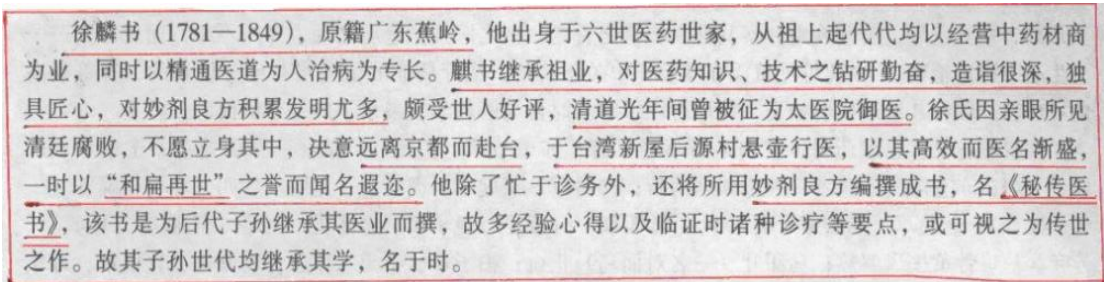 徐麟书（1781—1849），原籍广东蕉岭，他出身于六世医药世家，从祖上起代代均以经营中药材商
为业，同时以精通医道为人治病为专长。麒书继承祖业，对医药知识、技术之钻研勤奋，造诣很深，独
具匠心，对妙剂良方积累发明尤多，颇受世人好评，清道光年间曾被征为太医院御医。徐氏因亲眼所见
清廷腐败，不愿立身其中，决意远离京都而赴台，于台湾新屋后源村悬壶行医，以其高效而医名渐盛，
一时以“和扁再世”之誉而闻名遐迩。他除了忙于诊务外，还将所用妙剂良方编撰成书，名《秘传医
书》，该书是为后代子孙继承其医业而撰，故多经验心得以及临证时诸种诊疗等要点，或可视之为传世
之作。故其子孙世代均继承其学，名于时。